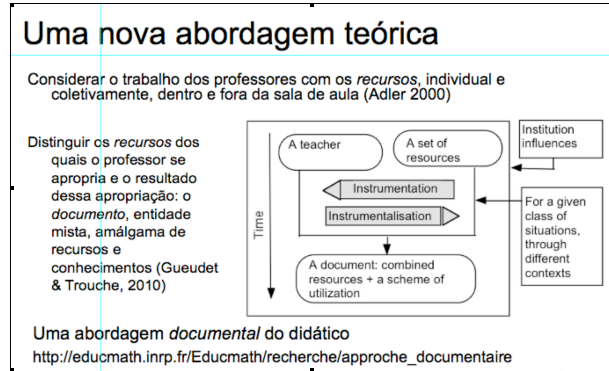 Uma nova abordagem teórica
Considerar o trabalho dos professores com os recursos, individual e
coletivamente, dentro e fora da sala de aula (Adler 2000)
Distinguir os recursos dos
quais o professor se
apropria e o resultado
dessa apropriação: o
documento, entidade
mista, amálgama de
recursos e
conhecimentos (Gueudet
& Trouche, 2010)
Time
A teacher
A set of
resources
Instrumentation
Instrumentalisation
A document: combined
resources + a scheme of
utilization
Institution
influences
For a given
class of
situations,
through
different
contexts
Uma abordagem documental do didático
http://educmath.inrp.fr/Educmath/recherche/approche_documentaire